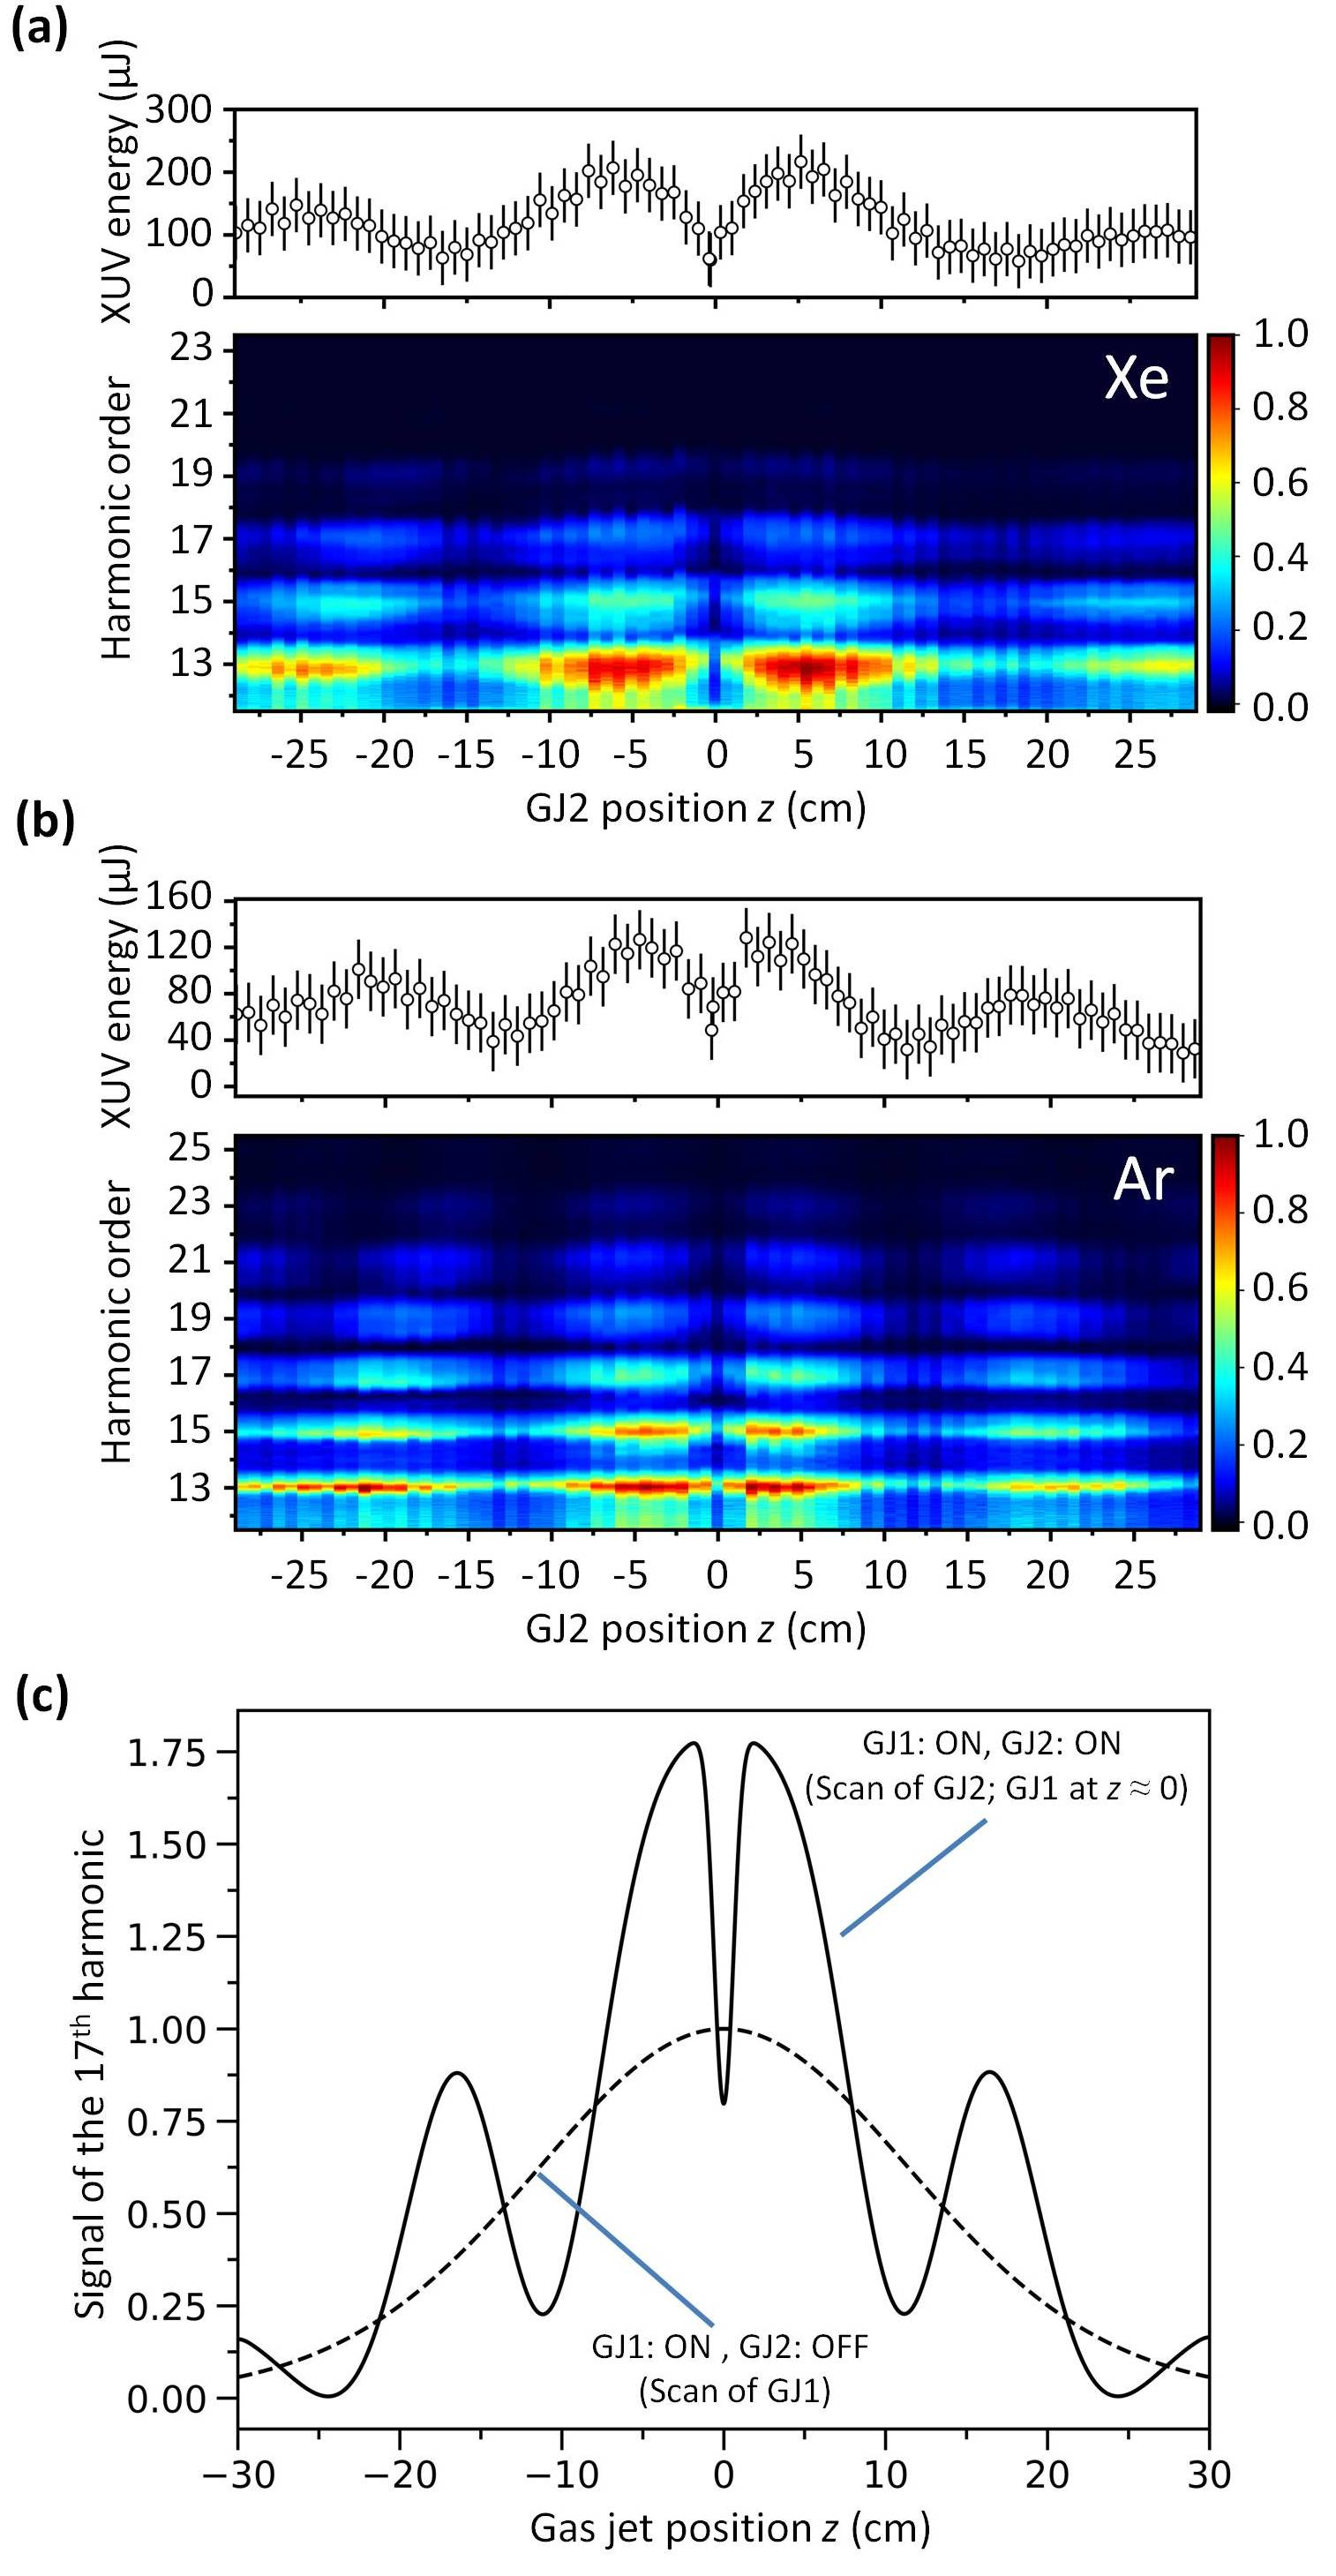 (a)
XUV energy (µJ)
300
200
100
0
Harmonic order
23
21
19
17
15
13
Xe
1.0
0.8
0.6
0.4
0.2
0.0
-25 -20 -15 -10 -5 0 5 10 15 20 25
GJ2 position z (cm)
(b)
XUV energy (µJ)
160
120
80
40
0
Harmonic order
25
23
21
19
17
15
13
Ar
1.0
0.8
0.6
0.4
0.2
0.0
-25 -20 -15 -10 -5 0 5 10 15 20 25
GJ2 position z (cm)
(c)
Signal of the 17th harmonic
1.75
1.50
1.25
1.00
0.75
0.50
0.25
0.00
GJ1: ON, GJ2: ON
(Scan of GJ2; GJ1 at z ≈ 0)
GJ1: ON , GJ2: OFF
(Scan of GJ1)
−30 −20 −10 0 10 20 30
Gas jet position z (cm)